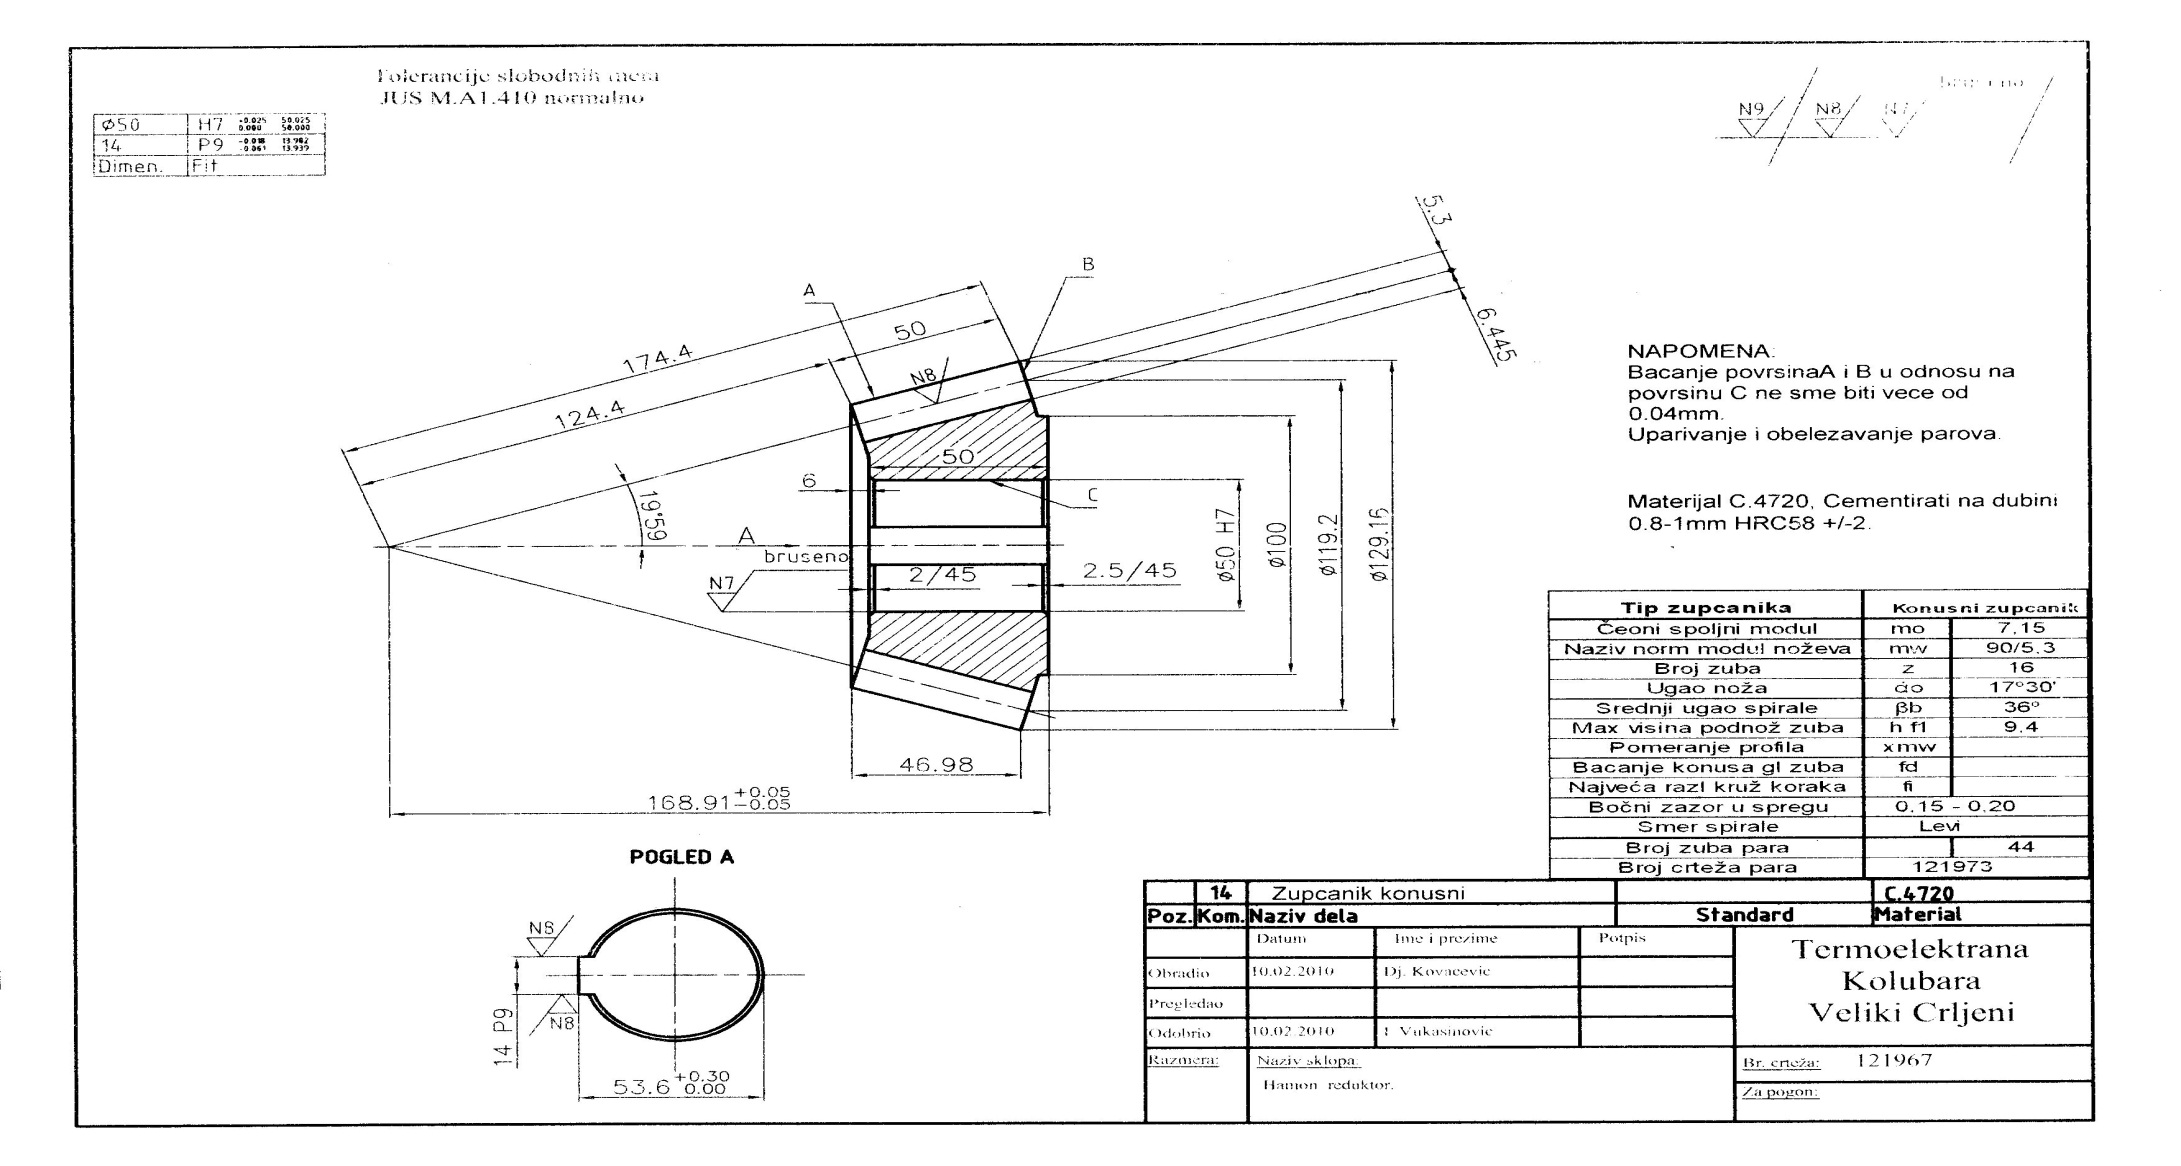 Tolerancije slobodnih mera
JUS M.A1.410 normalno
Ø50 H7 +0.025 0.000 50.025 50.000
14 P9 -0.018 -0.061 13.982 13.939
Dimen. Fit
N9 N8 N7
bruseno
5.3
6.445
B
A
50
174.4
124.4
N8
19°59
50
6
C
A
bruseno
N7
2/45
2.5/45
Ø50 H7
Ø100
Ø119.2
Ø129.16
46.98
168.91 +0.05 -0.05
NAPOMENA:
Bacanje povrsinaA i B u odnosu na
povrsinu C ne sme biti vece od
0.04mm.
Uparivanje i obelezavanje parova.
Materijal C.4720, Cementirati na dubini
0.8-1mm HRC58 +/-2.
Tip zupcanika Konusni zupcanik
Čeoni spoljni modul mo 7,15
Naziv norm modul noževa mw 90/5,3
Broj zuba z 16
Ugao noža αo 17°30'
Srednji ugao spirale βb 36°
Max visina podnož zuba h f1 9,4
Pomeranje profila xmw
Bacanje konusa gl zuba fd
Najveća razl kruž koraka fi
Bočni zazor u spregu 0,15 - 0,20
Smer spirale Levi
Broj zuba para 44
Broj crteža para 121973
POGLED A
N8
N8
14 P9
53.6 +0.30 0.00
14 Zupcanik konusni C.4720
Poz. Kom. Naziv dela Standard Material
Datum Ime i prezime Potpis
Obradio 10.02.2010 Dj. Kovacevic
Pregledao
Odobrio 10.02.2010 Vukasinovic
Termoelektrana
Kolubara
Veliki Crljeni
Razmera: Naziv sklopa:
Hamon reduktor.
Br. crteža: 121967
Za pogon: